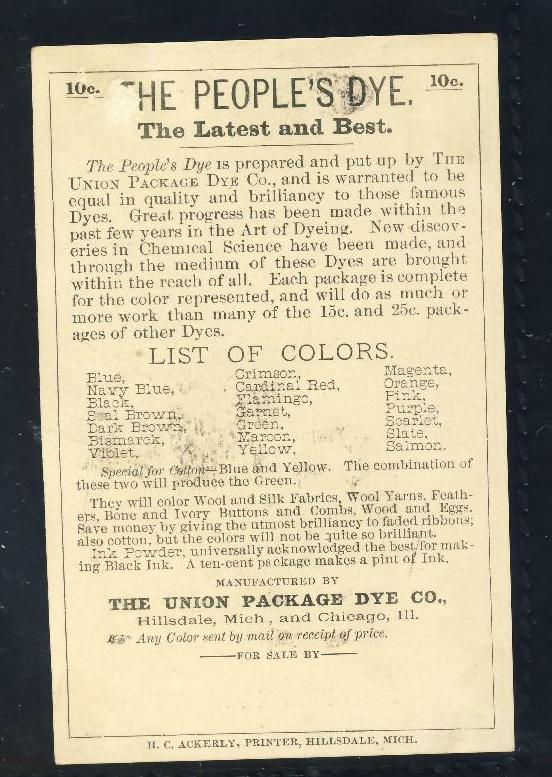 10c. THE PEOPLE'S DYE. 10c.
The Latest and Best.
The People's Dye is prepared and put up by THE
UNION PACKAGE DYE CO., and is warranted to be
equal in quality and brilliancy to those famous
Dyes. Great progress has been made within the
past few years in the Art of Dyeing. New discov-
eries in Chemical Science have been made, and
through the medium of these Dyes are brought
within the reach of all. Each package is complete
for the color represented, and will do as much or
more work than many of the 15c. and 25c. pack-
ages of other Dyes.
LIST OF COLORS.
Blue,
Navy Blue,
Black,
Seal Brown,
Dark Brown,
Bismarck,
Violet,
Crimson,
Cardinal Red,
Flamingo,
Garnet,
Green,
Maroon,
Yellow,
Magenta,
Orange,
Pink,
Purple,
Scarlet,
Slate,
Salmon.
Special for Cotton—Blue and Yellow. The combination of
these two will produce the Green.
They will color Wool and Silk Fabrics, Wool Yarns, Feath-
ers, Bone and Ivory Buttons and Combs, Wood and Eggs.
Save money by giving the utmost brilliancy to faded ribbons;
also cotton, but the colors will not be quite so brilliant.
Ink Powder, universally acknowledged the best for mak-
ing Black Ink. A ten-cent package makes a pint of Ink.
MANUFACTURED BY
THE UNION PACKAGE DYE CO.,
Hillsdale, Mich., and Chicago, Ill.
☞ Any Color sent by mail on receipt of price.
——FOR SALE BY——
H. C. ACKERLY, PRINTER, HILLSDALE, MICH.